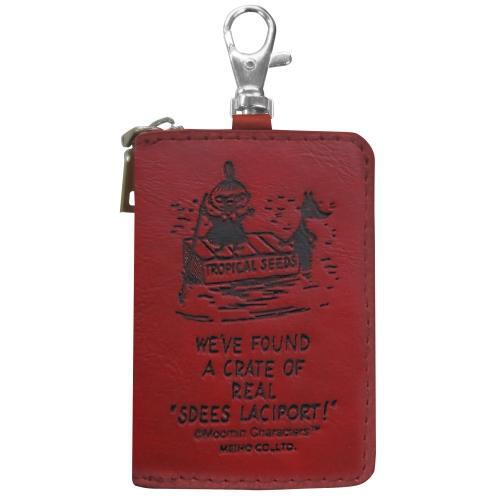 TROPICAL SEEDS
WE'VE FOUND
A CRATE OF
REAL
"SDEES LACIPORT!"
©Moomin Characters™
MEIHO CO.,LTD.